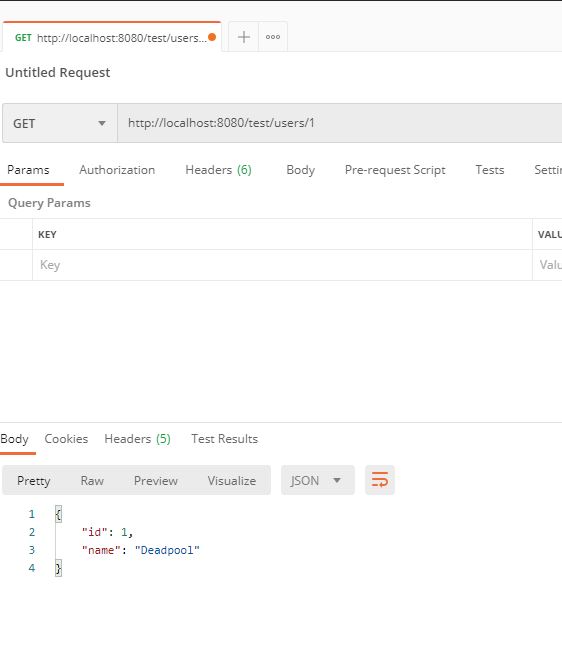 GET http://localhost:8080/test/users...
Untitled Request
GET http://localhost:8080/test/users/1
Params Authorization Headers (6) Body Pre-request Script Tests Setti
Query Params
KEY VALU
Key Valu
Body Cookies Headers (5) Test Results
Pretty Raw Preview Visualize JSON
1 {
2 "id": 1,
3 "name": "Deadpool"
4 }